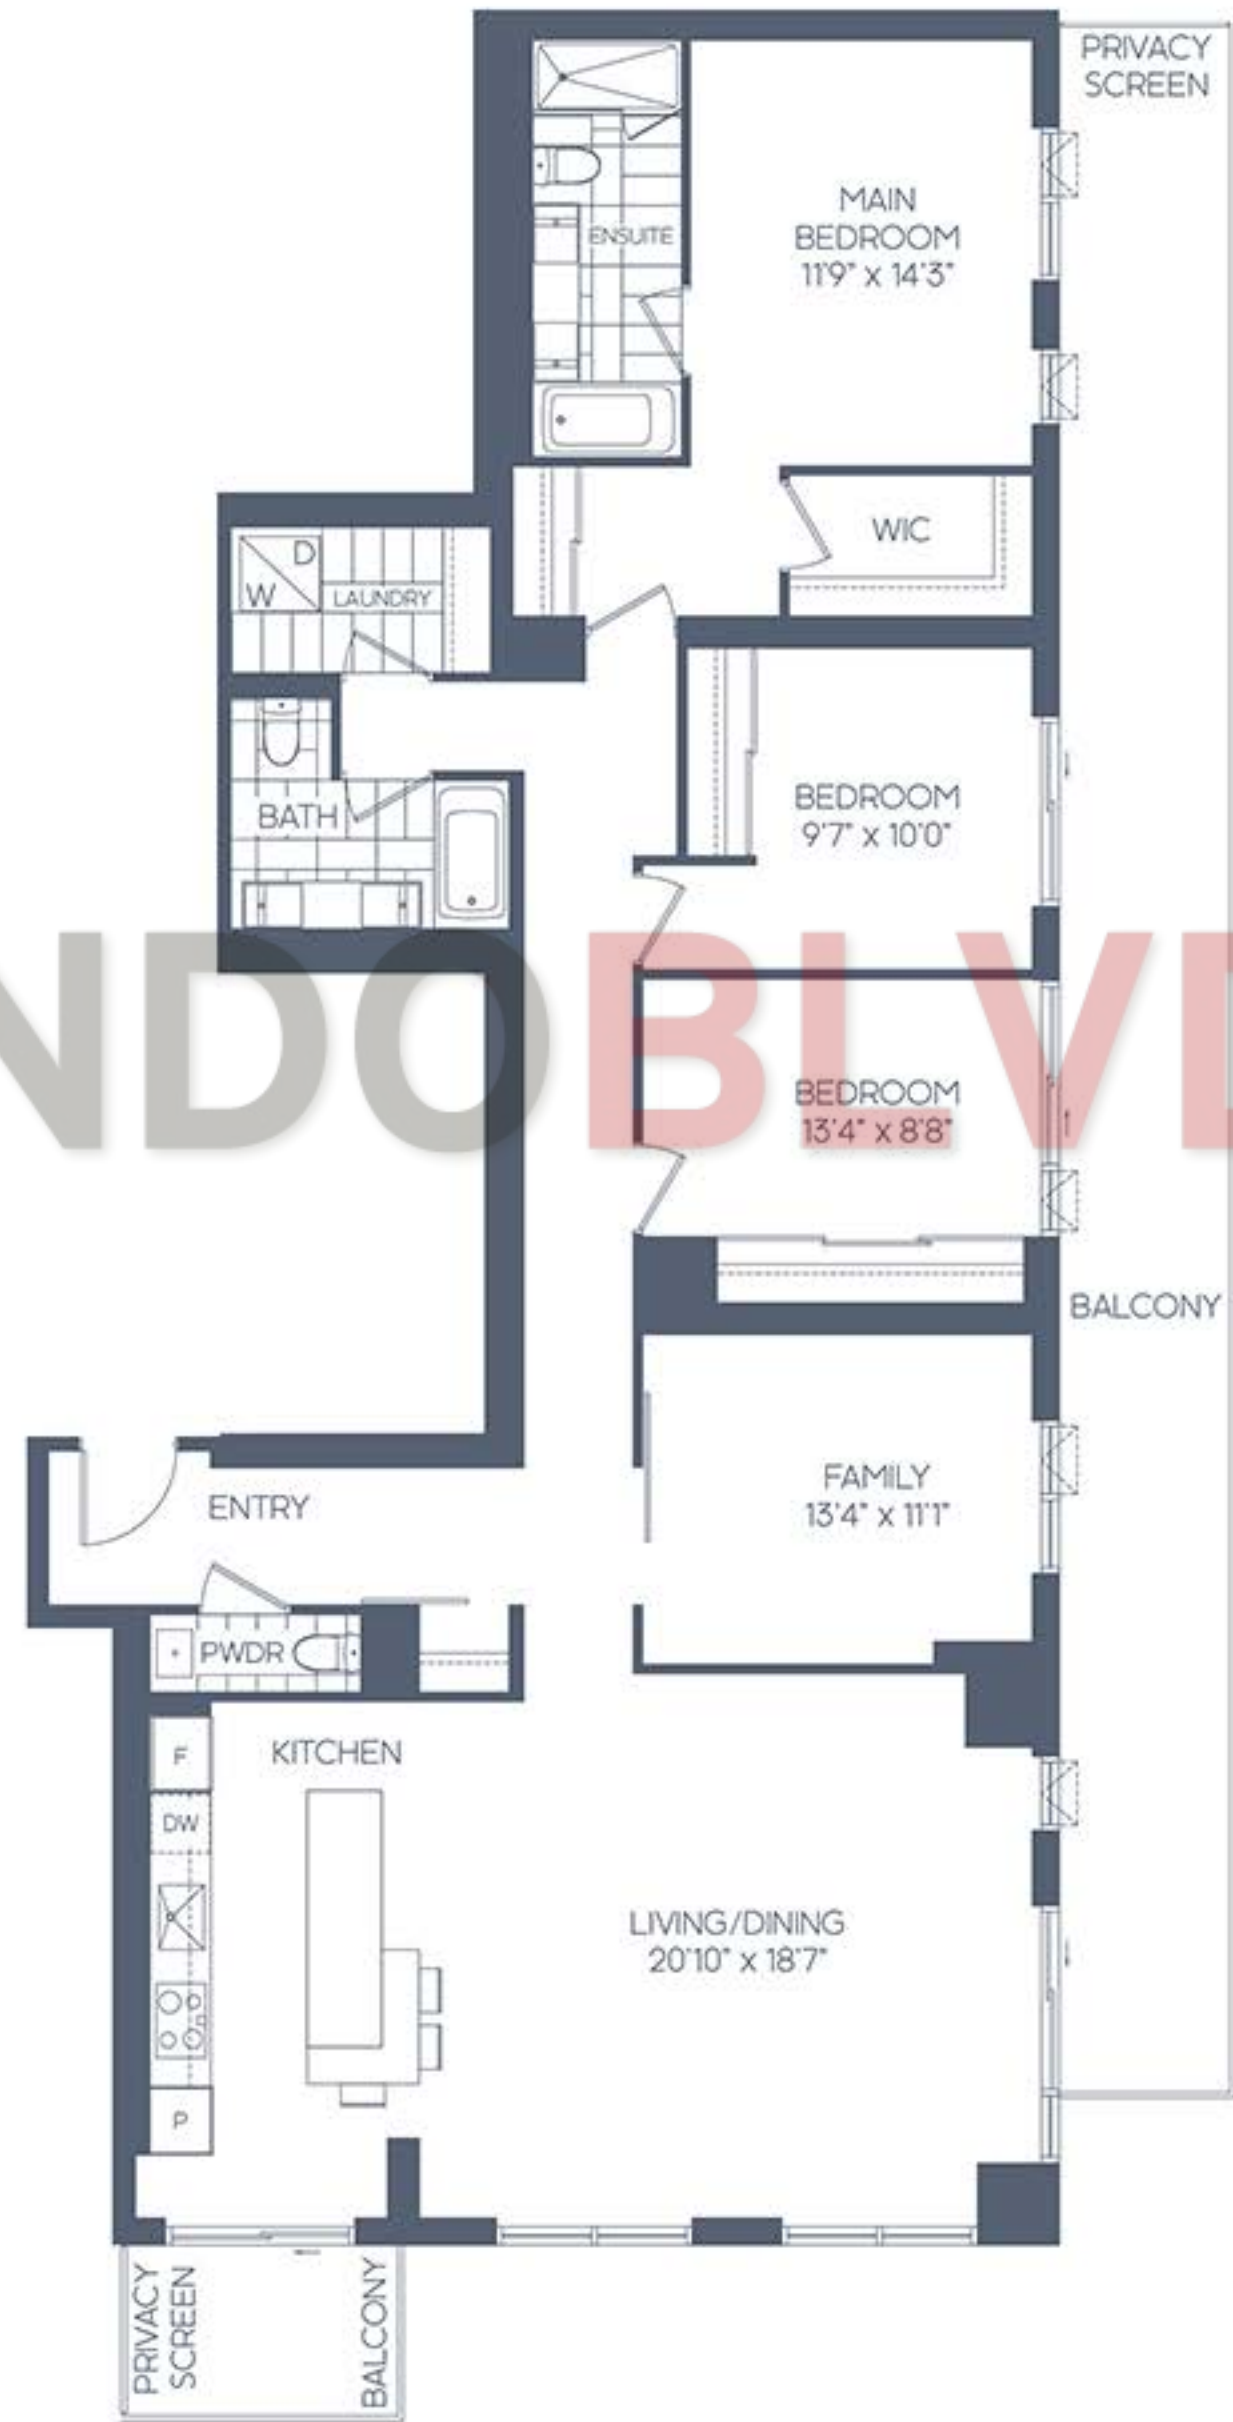 PRIVACY
SCREEN
MAIN
BEDROOM
11'9" x 14'3"
ENSUITE
WIC
D
W
LAUNDRY
BEDROOM
9'7" x 10'0"
BATH
NDOBLVD
BEDROOM
13'4" x 8'8"
BALCONY
FAMILY
13'4" x 11'1"
ENTRY
PWDR
KITCHEN
F
DW
LIVING/DINING
20'10" x 18'7"
P
PRIVACY
SCREEN
BALCONY